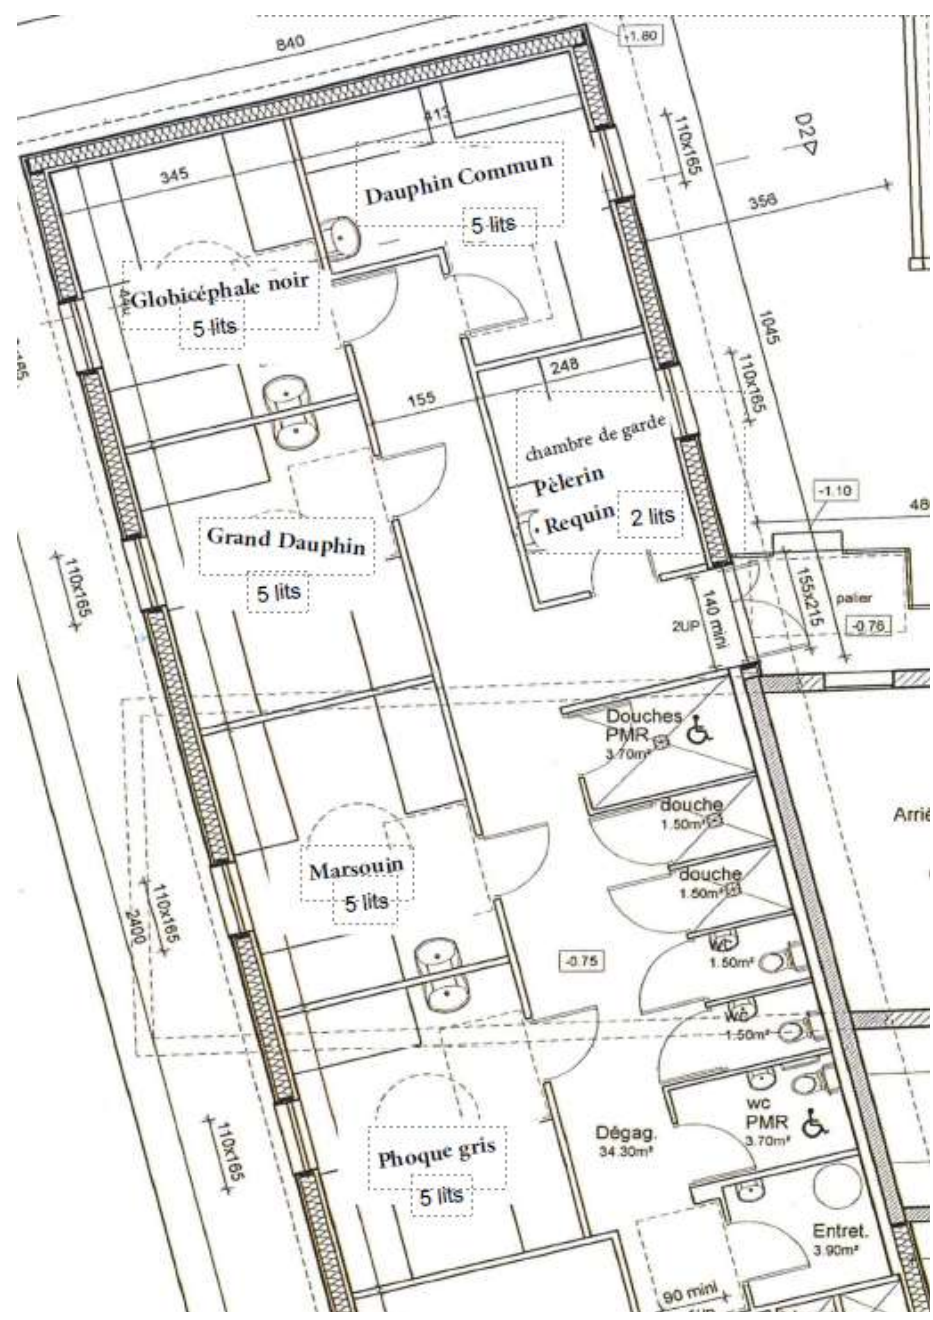 840
-1.80
413
110x165
D2
345
Dauphin Commun
5 lits
356
Globicéphale noir
5 lits
1045
248
110x165
155
chambre de garde
Pèlerin
Requin
2 lits
-1.10
480
Grand Dauphin
5 lits
110x165
140 mini
2UP
155x215
palier
-0.76
Douches
PMR
3.70m²
douche
1.50m²
Arrié
douche
1.50m²
Marsouin
5 lits
110x165
2400
-0.75
wc
1.50m²
wc
1.50m²
wc
PMR
3.70m²
Dégag.
34.30m²
110x165
Phoque gris
5 lits
Entret.
3.90m²
90 mini